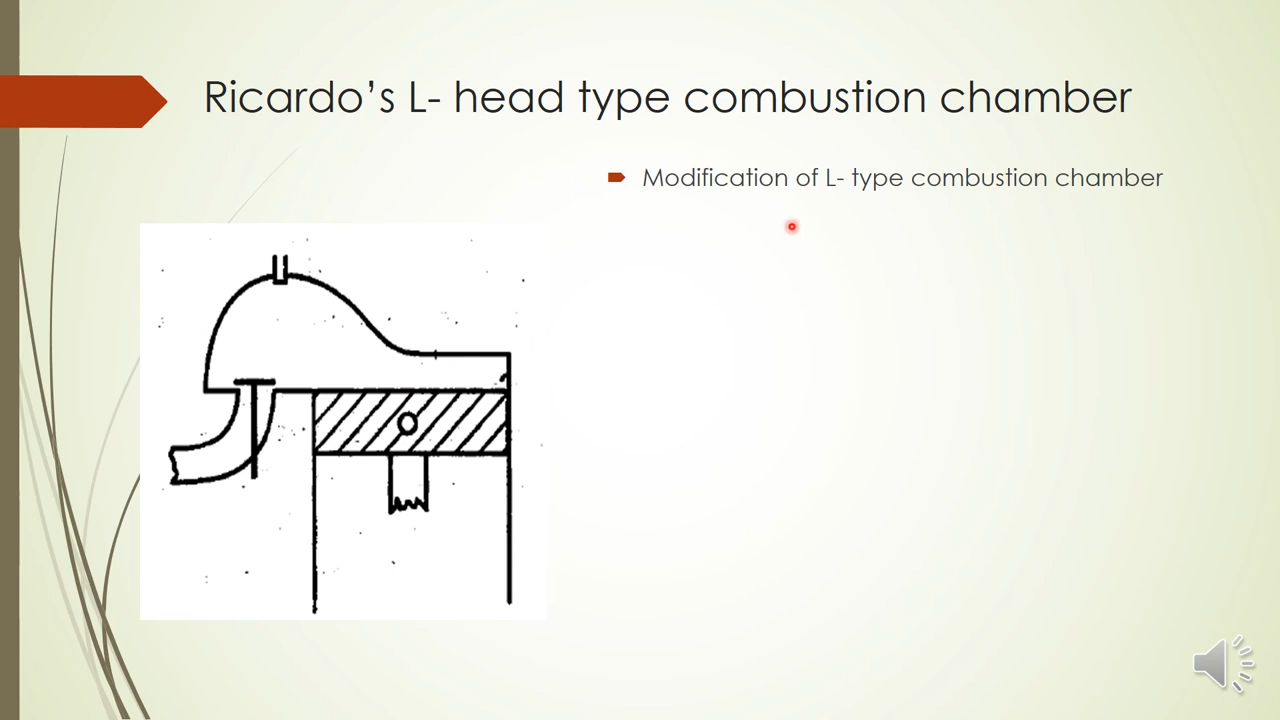 Ricardo’s L- head type combustion chamber
Modification of L- type combustion chamber